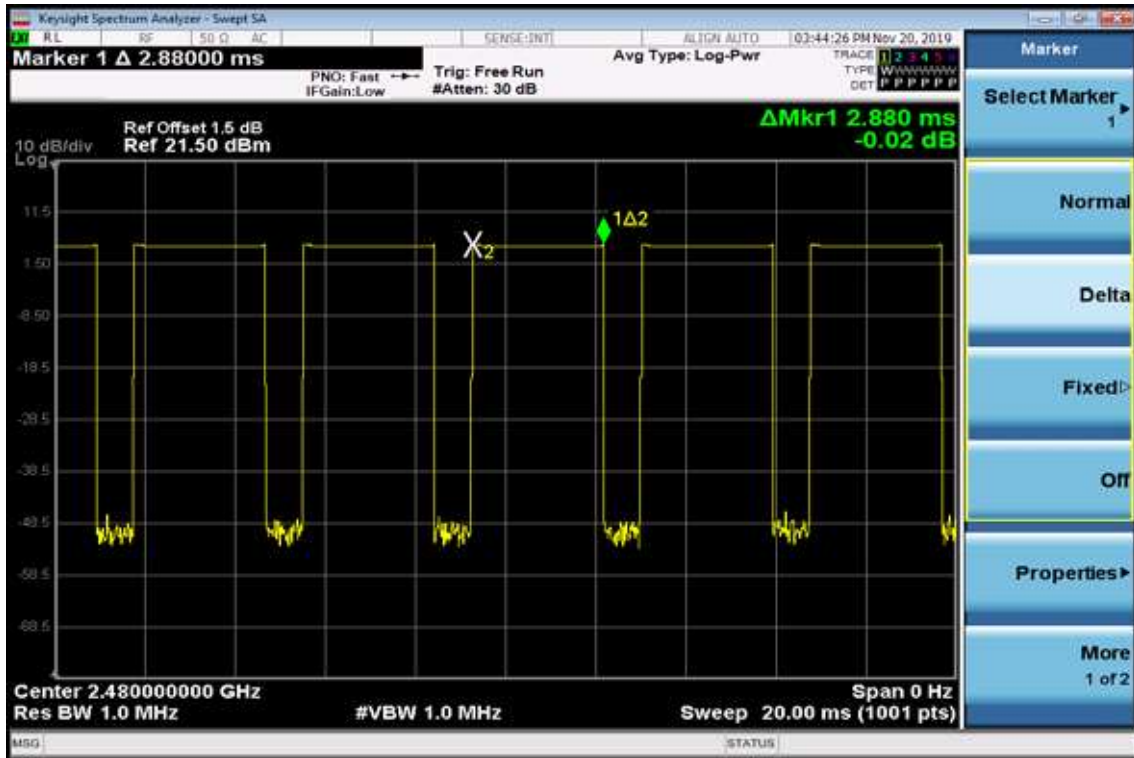 Keysight Spectrum Analyzer - Swept SA
RL RF 50 Ω AC SENSE:INT ALIGN AUTO 03:44:26 PM Nov 20, 2019
Marker 1 Δ 2.88000 ms
PNO: Fast
IFGain:Low
Trig: Free Run
#Atten: 30 dB
Avg Type: Log-Pwr
TRACE 1 2 3 4 5 6
TYPE WWWWWWW
DET P P P P P P
Ref Offset 1.5 dB
10 dB/div Ref 21.50 dBm
Log
ΔMkr1 2.880 ms
-0.02 dB
11.5
1.50
-8.50
-18.5
-28.5
-38.5
-48.5
-58.5
-68.5
X2
1Δ2
Center 2.480000000 GHz
Span 0 Hz
Res BW 1.0 MHz
#VBW 1.0 MHz
Sweep 20.00 ms (1001 pts)
MSG
STATUS
Marker
Select Marker
1
Normal
Delta
Fixed
Off
Properties
More
1 of 2